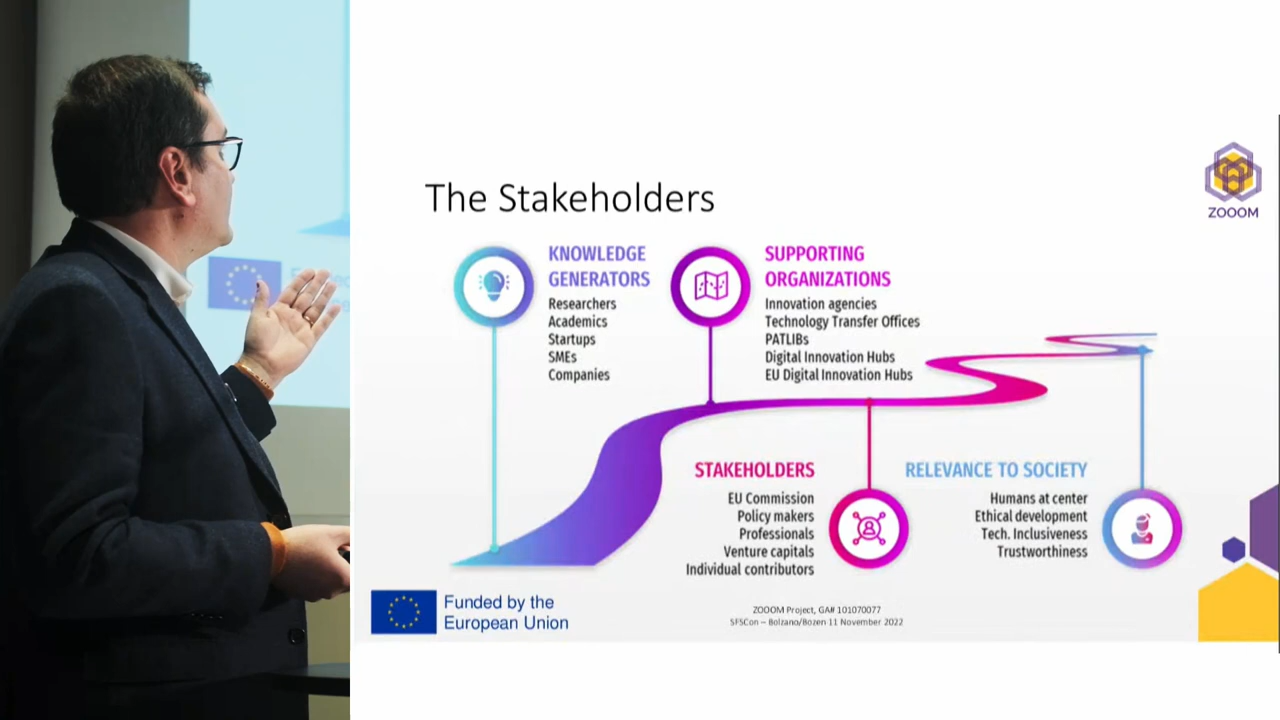 The Stakeholders
ZOOOM
KNOWLEDGE
GENERATORS
Researchers
Academics
Startups
SMEs
Companies
SUPPORTING
ORGANIZATIONS
Innovation agencies
Technology Transfer Offices
PATLIBs
Digital Innovation Hubs
EU Digital Innovation Hubs
STAKEHOLDERS
EU Commission
Policy makers
Professionals
Venture capitals
Individual contributors
RELEVANCE TO SOCIETY
Humans at center
Ethical development
Tech. Inclusiveness
Trustworthiness
Funded by the
European Union
ZOOOM Project, GA# 101070077
SFSCon – Bolzano/Bozen 11 November 2022